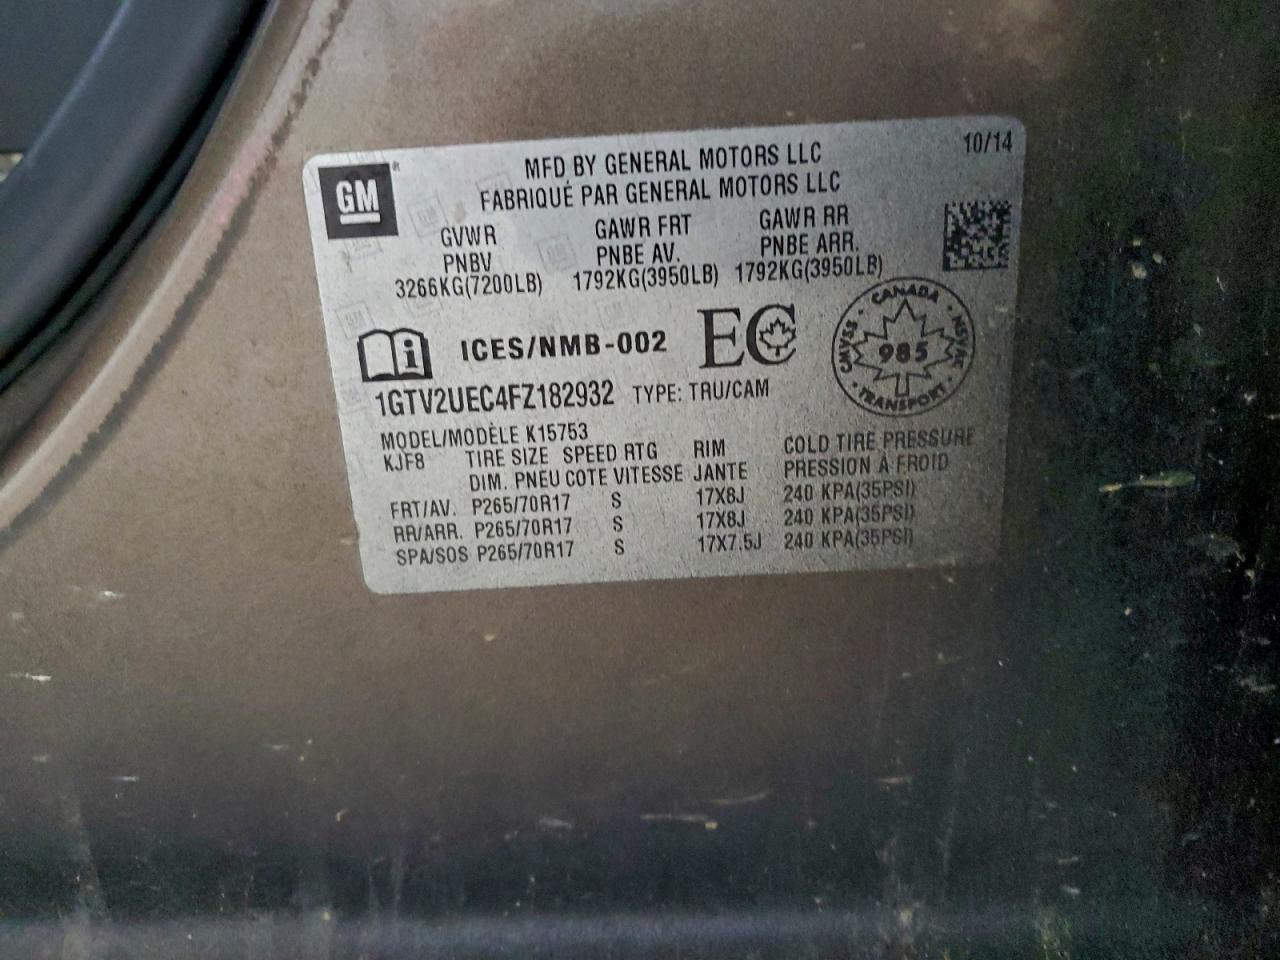 10/14
GM
MFD BY GENERAL MOTORS LLC
FABRIQUÉ PAR GENERAL MOTORS LLC
GVWR GAWR FRT GAWR RR
PNBV PNBE AV. PNBE ARR.
3266KG(7200LB) 1792KG(3950LB) 1792KG(3950LB)
ICES/NMB-002 EC
CANADA CMVSS 985 NSVAC TRANSPORT
1GTV2UEC4FZ182932 TYPE: TRU/CAM
MODEL/MODÈLE K15753
KJF8 TIRE SIZE SPEED RTG RIM COLD TIRE PRESSURE
DIM. PNEU COTE VITESSE JANTE PRESSION À FROID
FRT/AV. P265/70R17 S 17X8J 240 KPA(35PSI)
RR/ARR. P265/70R17 S 17X8J 240 KPA(35PSI)
SPA/SOS P265/70R17 S 17X7.5J 240 KPA(35PSI)